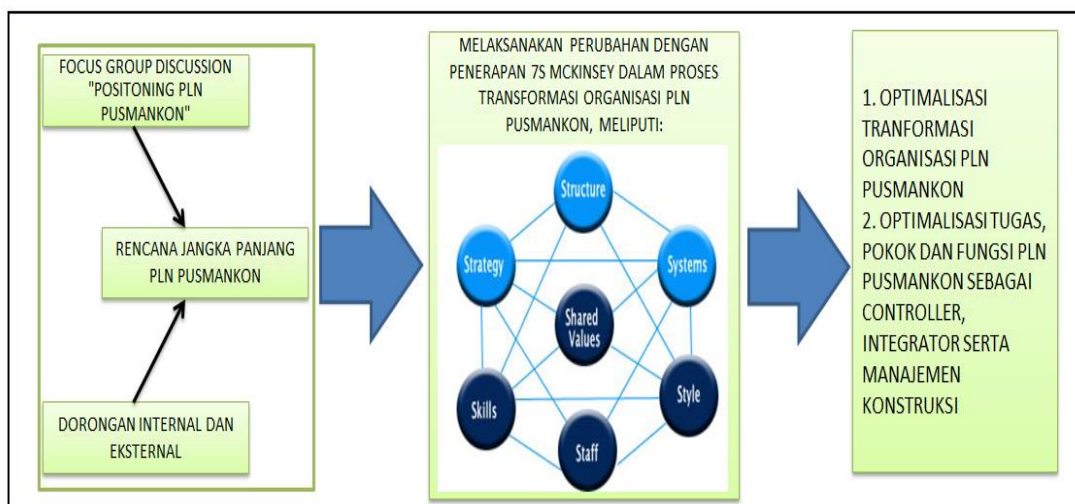 FOCUS GROUP DISCUSSION
"POSITONING PLN
PUSMANKON"
RENCANA JANGKA PANJANG
PLN PUSMANKON
DORONGAN INTERNAL DAN
EKSTERNAL
MELAKSANAKAN PERUBAHAN DENGAN
PENERAPAN 7S MCKINSEY DALAM PROSES
TRANSFORMASI ORGANISASI PLN
PUSMANKON, MELIPUTI:
Structure
Strategy
Systems
Shared
Values
Skills
Style
Staff
1. OPTIMALISASI
TRANFORMASI
ORGANISASI PLN
PUSMANKON
2. OPTIMALISASI TUGAS,
POKOK DAN FUNGSI PLN
PUSMANKON SEBAGAI
CONTROLLER,
INTEGRATOR SERTA
MANAJEMEN
KONSTRUKSI